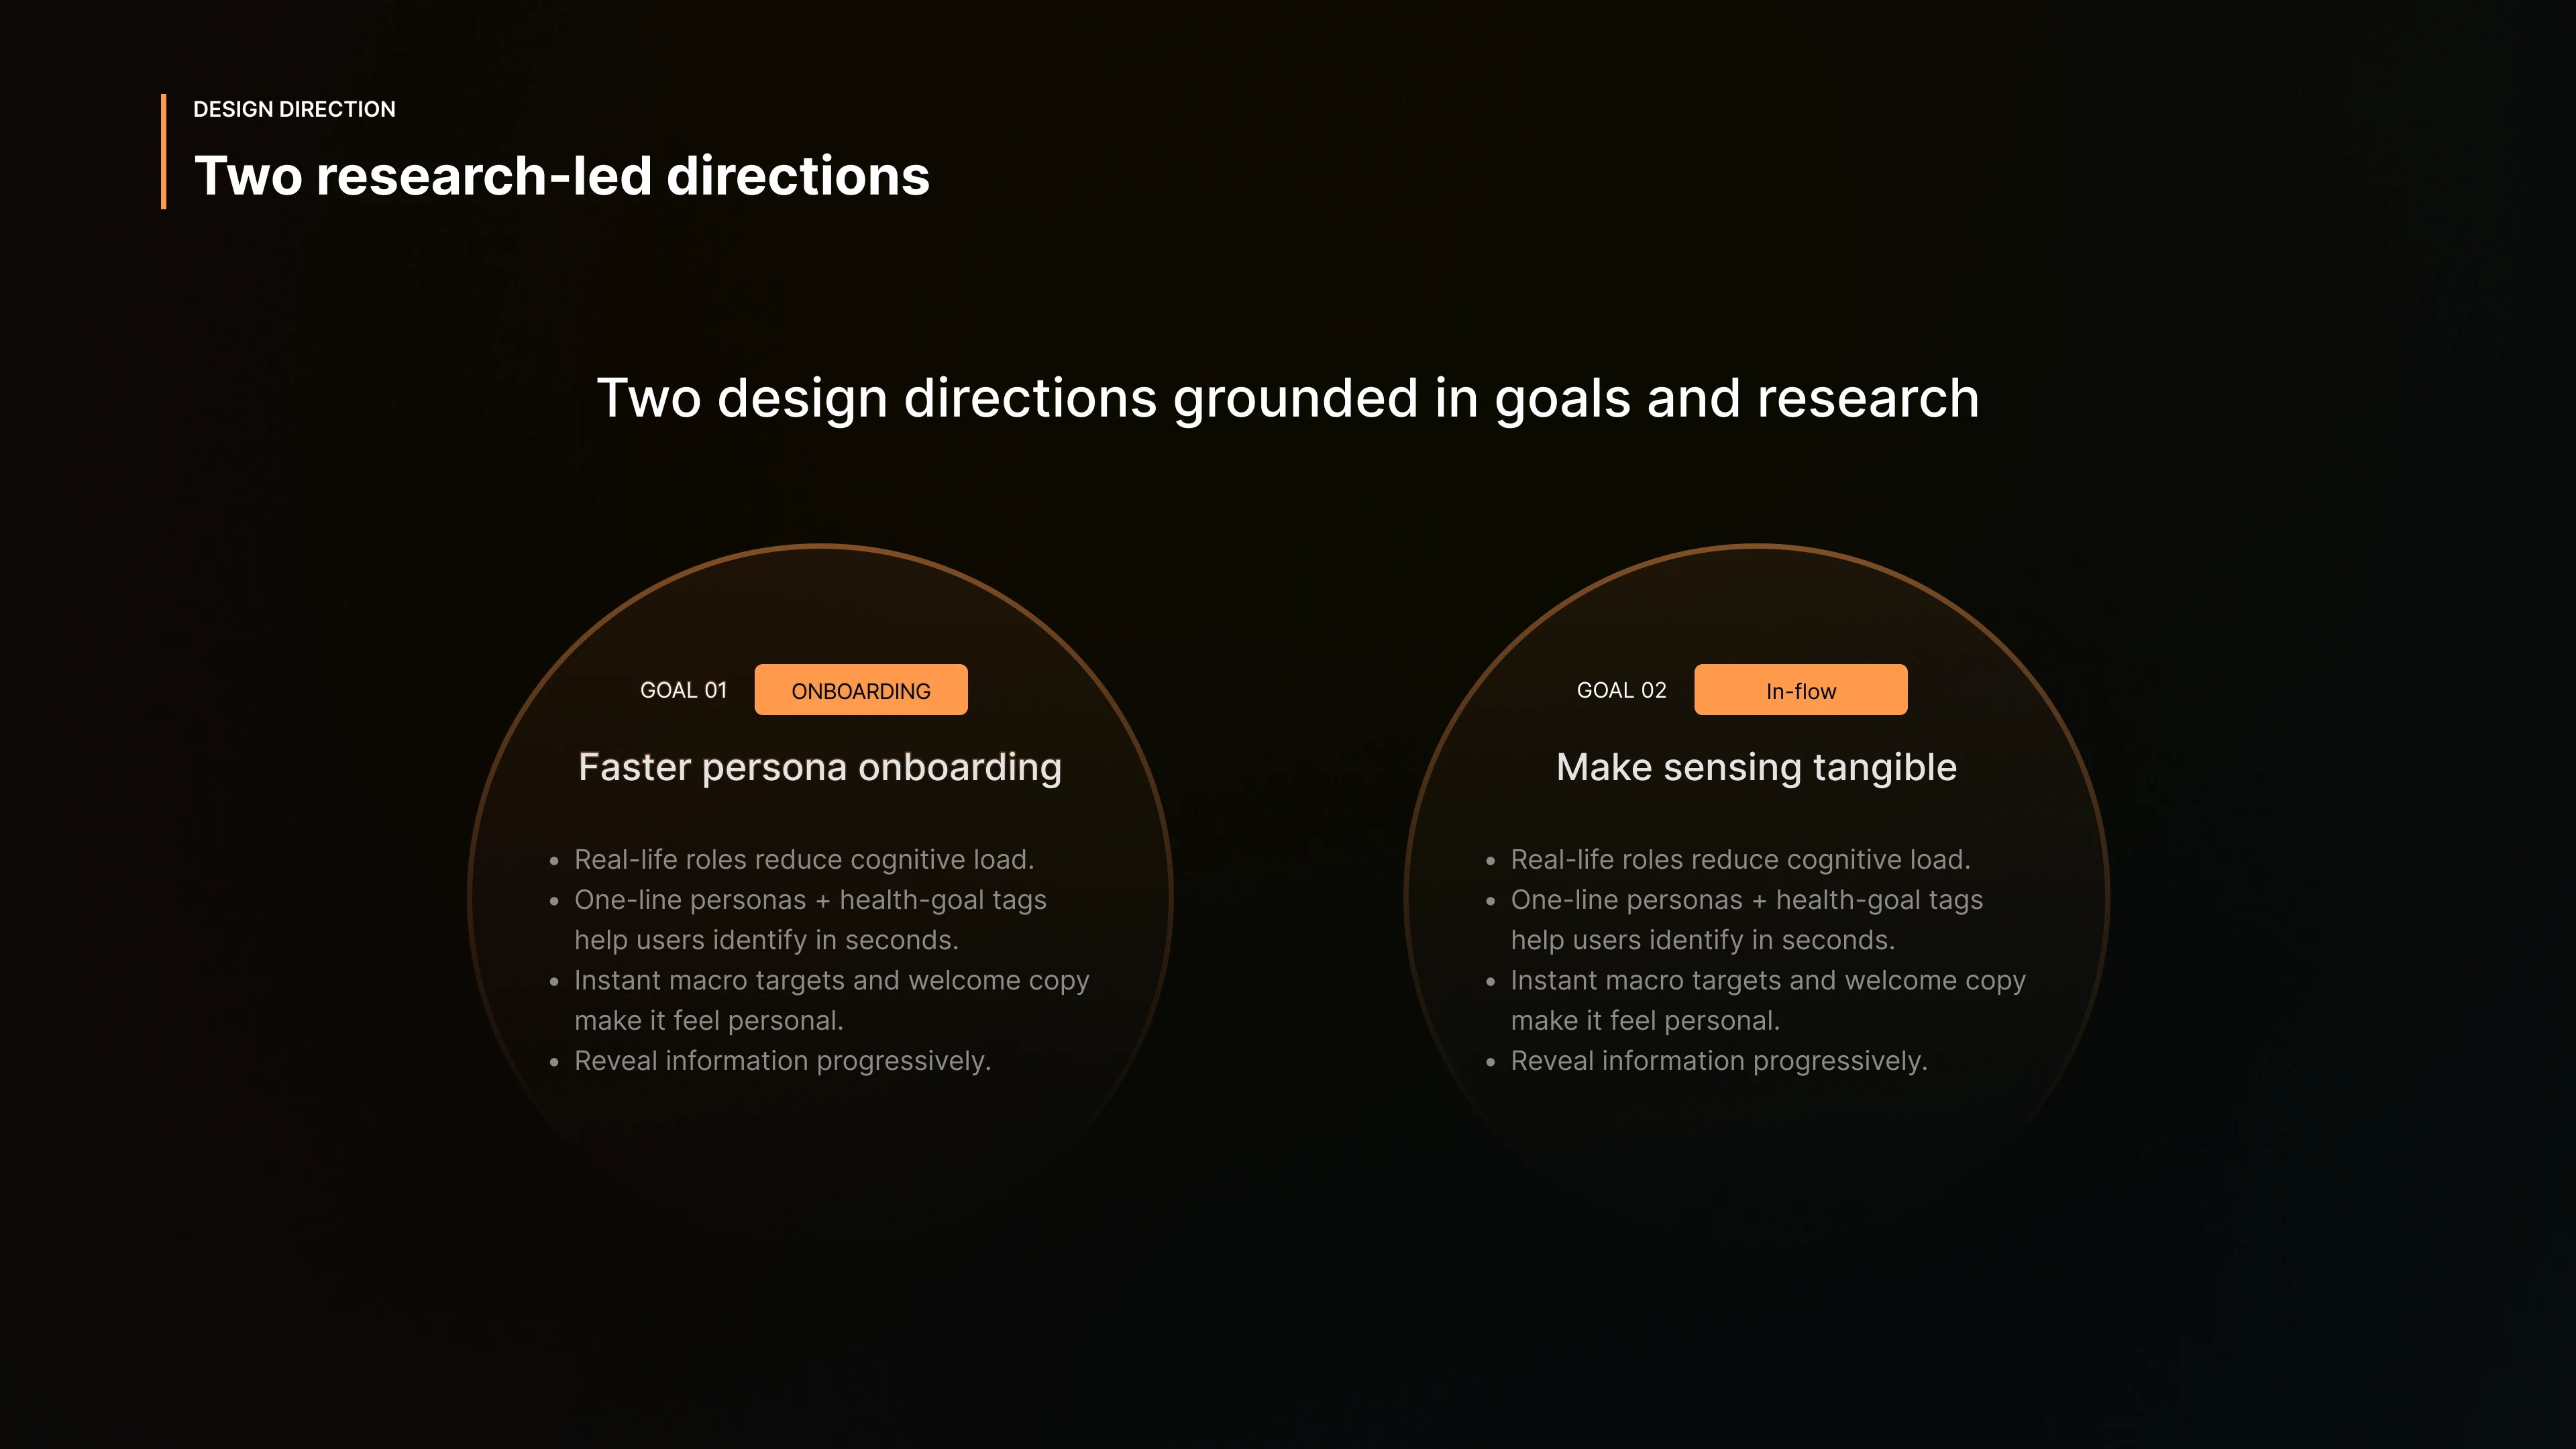 DESIGN DIRECTION
Two research-led directions
Two design directions grounded in goals and research
GOAL 01 ONBOARDING
Faster persona onboarding
• Real-life roles reduce cognitive load.
• One-line personas + health-goal tags
help users identify in seconds.
• Instant macro targets and welcome copy
make it feel personal.
• Reveal information progressively.
GOAL 02 In-flow
Make sensing tangible
• Real-life roles reduce cognitive load.
• One-line personas + health-goal tags
help users identify in seconds.
• Instant macro targets and welcome copy
make it feel personal.
• Reveal information progressively.